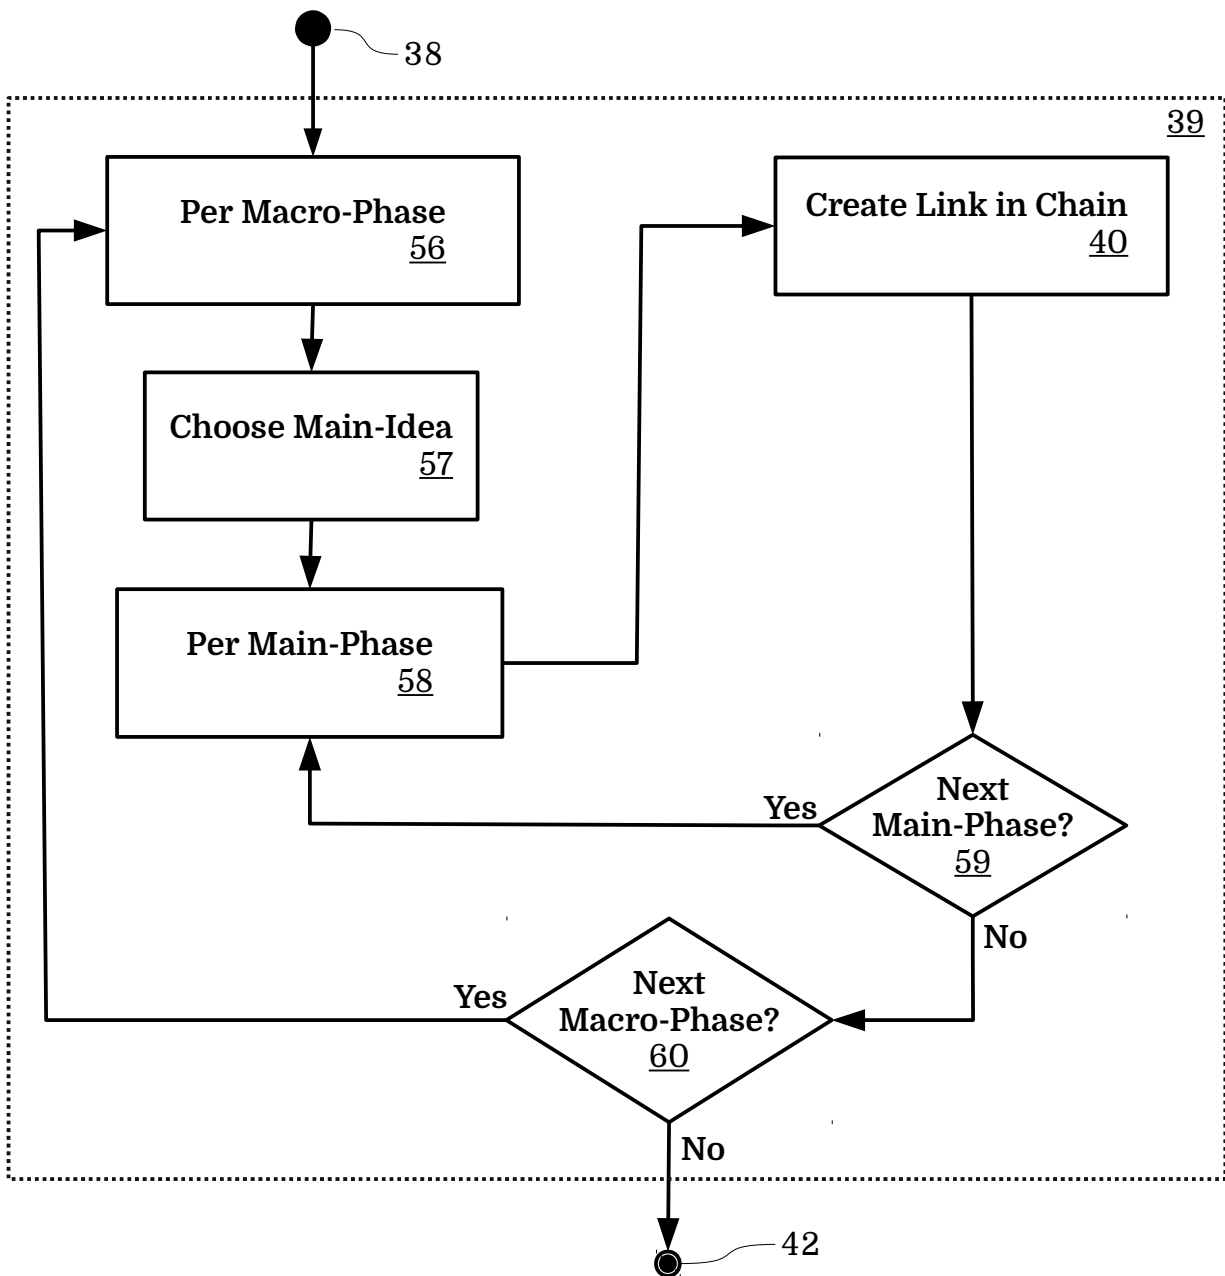 38
39
Per Macro-Phase
56
Create Link in Chain
40
Choose Main-Idea
57
Per Main-Phase
58
Next
Main-Phase?
59
Yes
No
Next
Macro-Phase?
60
Yes
No
42